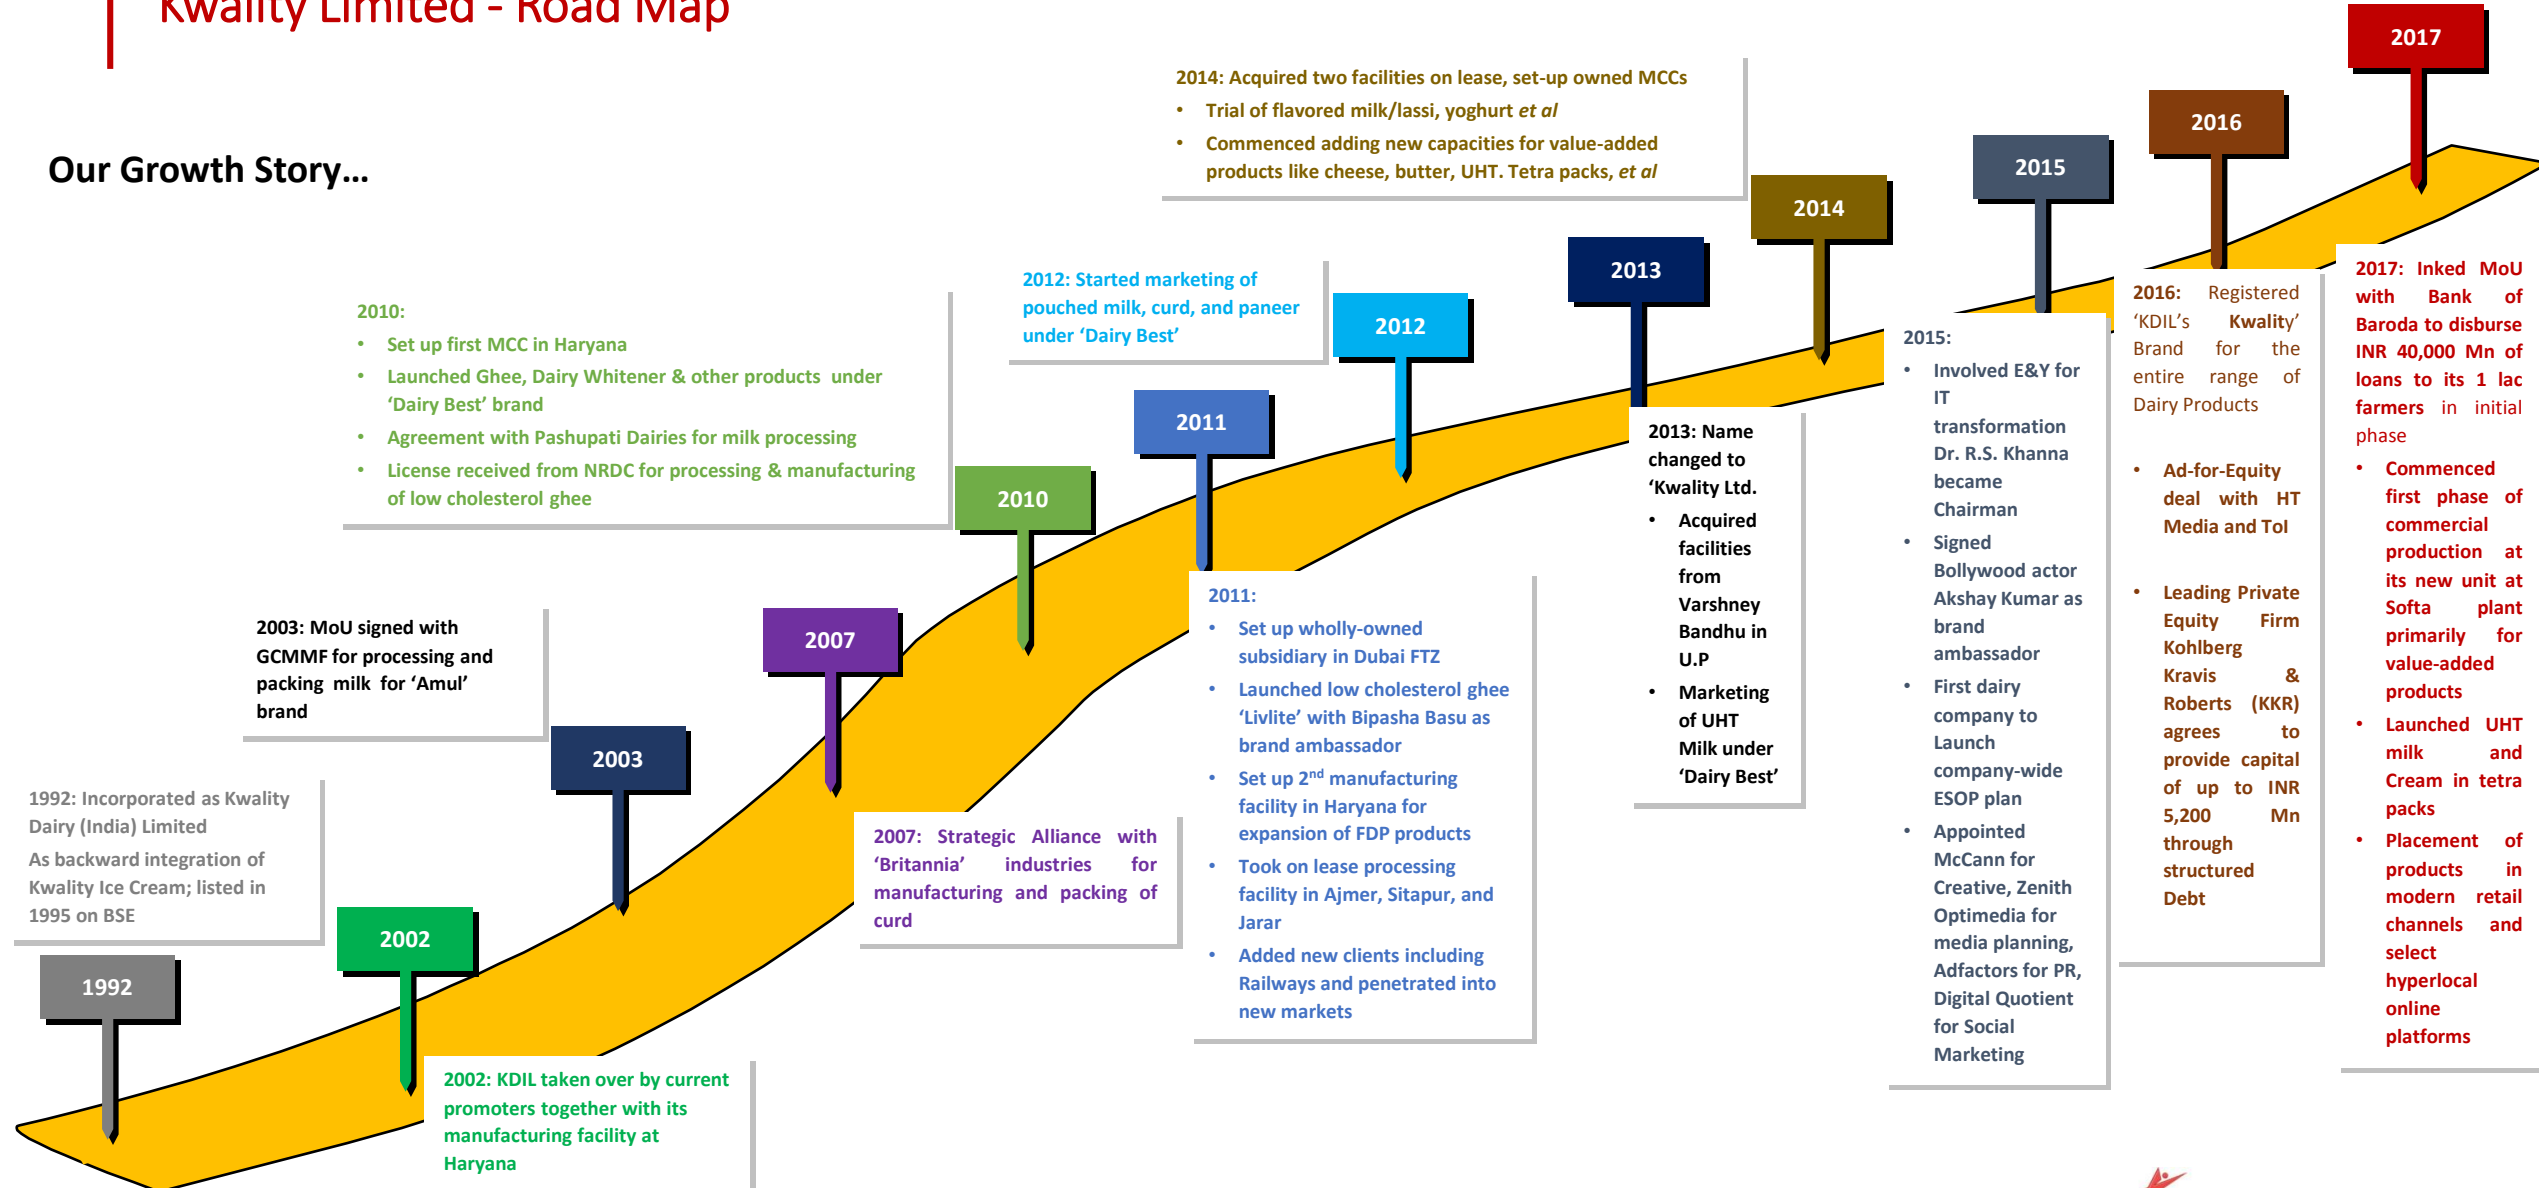 Kwality Limited - Road Map
Our Growth Story...
1992: Incorporated as Kwality
Dairy (India) Limited
As backward integration of
Kwality Ice Cream; listed in
1995 on BSE
1992
2002
2002: KDIL taken over by current
promoters together with its
manufacturing facility at
Haryana
2003: MoU signed with
GCMMF for processing and
packing milk for ‘Amul’
brand
2003
2007
2007: Strategic Alliance with
‘Britannia’ industries for
manufacturing and packing of
curd
2010:
• Set up first MCC in Haryana
• Launched Ghee, Dairy Whitener & other products under
‘Dairy Best’ brand
• Agreement with Pashupati Dairies for milk processing
• License received from NRDC for processing & manufacturing
of low cholesterol ghee
2010
2011
2011:
• Set up wholly-owned
subsidiary in Dubai FTZ
• Launched low cholesterol ghee
‘Livlite’ with Bipasha Basu as
brand ambassador
• Set up 2nd manufacturing
facility in Haryana for
expansion of FDP products
• Took on lease processing
facility in Ajmer, Sitapur, and
Jarar
• Added new clients including
Railways and penetrated into
new markets
2012: Started marketing of
pouched milk, curd, and paneer
under ‘Dairy Best’
2012
2013
2013: Name
changed to
‘Kwality Ltd.
• Acquired
facilities
from
Varshney
Bandhu in
U.P
• Marketing
of UHT
Milk under
‘Dairy Best’
2014: Acquired two facilities on lease, set-up owned MCCs
• Trial of flavored milk/lassi, yoghurt et al
• Commenced adding new capacities for value-added
products like cheese, butter, UHT. Tetra packs, et al
2014
2015
2015:
• Involved E&Y for
IT
transformation
Dr. R.S. Khanna
became
Chairman
• Signed
Bollywood actor
Akshay Kumar as
brand
ambassador
• First dairy
company to
Launch
company-wide
ESOP plan
• Appointed
McCann for
Creative, Zenith
Optimedia for
media planning,
Adfactors for PR,
Digital Quotient
for Social
Marketing
2016
2016: Registered
‘KDIL’s Kwality’
Brand for the
entire range of
Dairy Products
• Ad-for-Equity
deal with HT
Media and ToI
• Leading Private
Equity Firm
Kohlberg
Kravis &
Roberts (KKR)
agrees to
provide capital
of up to INR
5,200 Mn
through
structured
Debt
2017
2017: Inked MoU
with Bank of
Baroda to disburse
INR 40,000 Mn of
loans to its 1 lac
farmers in initial
phase
• Commenced
first phase of
commercial
production at
its new unit at
Softa plant
primarily for
value-added
products
• Launched UHT
milk and
Cream in tetra
packs
• Placement of
products in
modern retail
channels and
select
hyperlocal
online
platforms